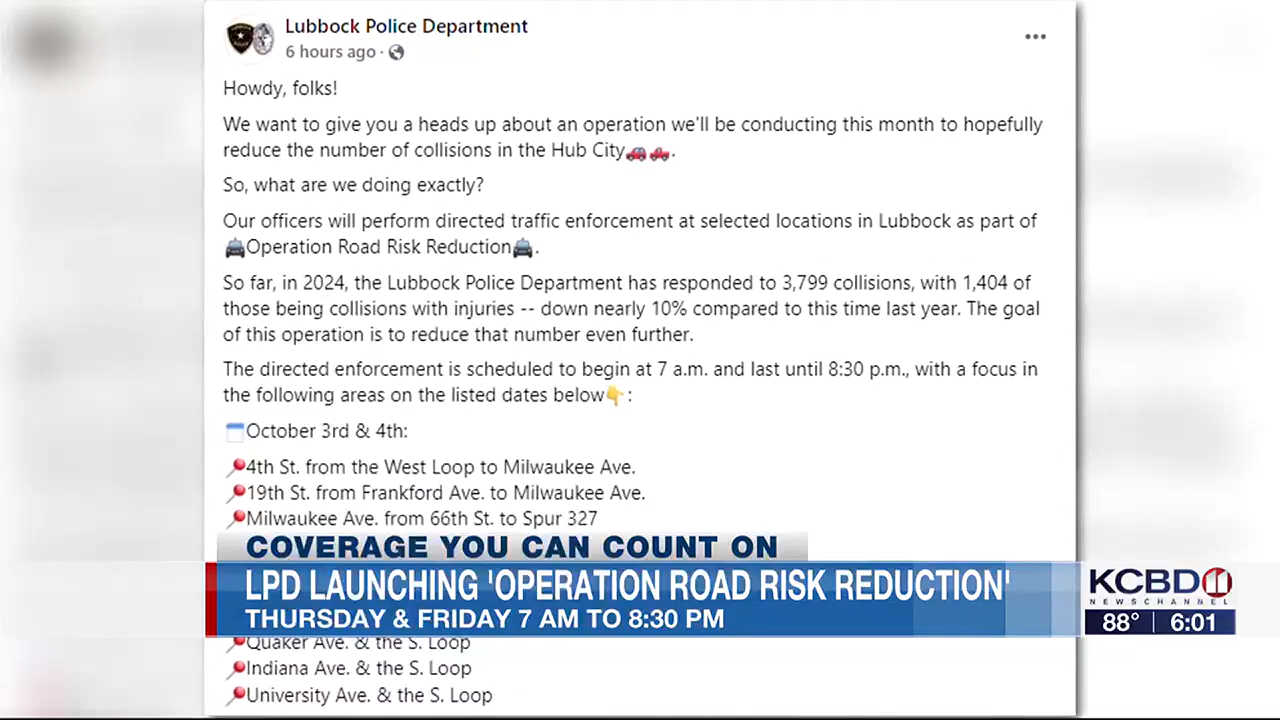 Lubbock Police Department
6 hours ago ·
Howdy, folks!
We want to give you a heads up about an operation we'll be conducting this month to hopefully
reduce the number of collisions in the Hub City🚗🛻.
So, what are we doing exactly?
Our officers will perform directed traffic enforcement at selected locations in Lubbock as part of
🚔Operation Road Risk Reduction🚔.
So far, in 2024, the Lubbock Police Department has responded to 3,799 collisions, with 1,404 of
those being collisions with injuries -- down nearly 10% compared to this time last year. The goal
of this operation is to reduce that number even further.
The directed enforcement is scheduled to begin at 7 a.m. and last until 8:30 p.m., with a focus in
the following areas on the listed dates below👇:
🗓October 3rd & 4th:
📍4th St. from the West Loop to Milwaukee Ave.
📍19th St. from Frankford Ave. to Milwaukee Ave.
📍Milwaukee Ave. from 66th St. to Spur 327
COVERAGE YOU CAN COUNT ON
LPD LAUNCHING 'OPERATION ROAD RISK REDUCTION'
THURSDAY & FRIDAY 7 AM TO 8:30 PM
KCBD 11
NEWSCHANNEL
88° | 6:01
Quaker Ave. & the S. Loop
📍Indiana Ave. & the S. Loop
📍University Ave. & the S. Loop